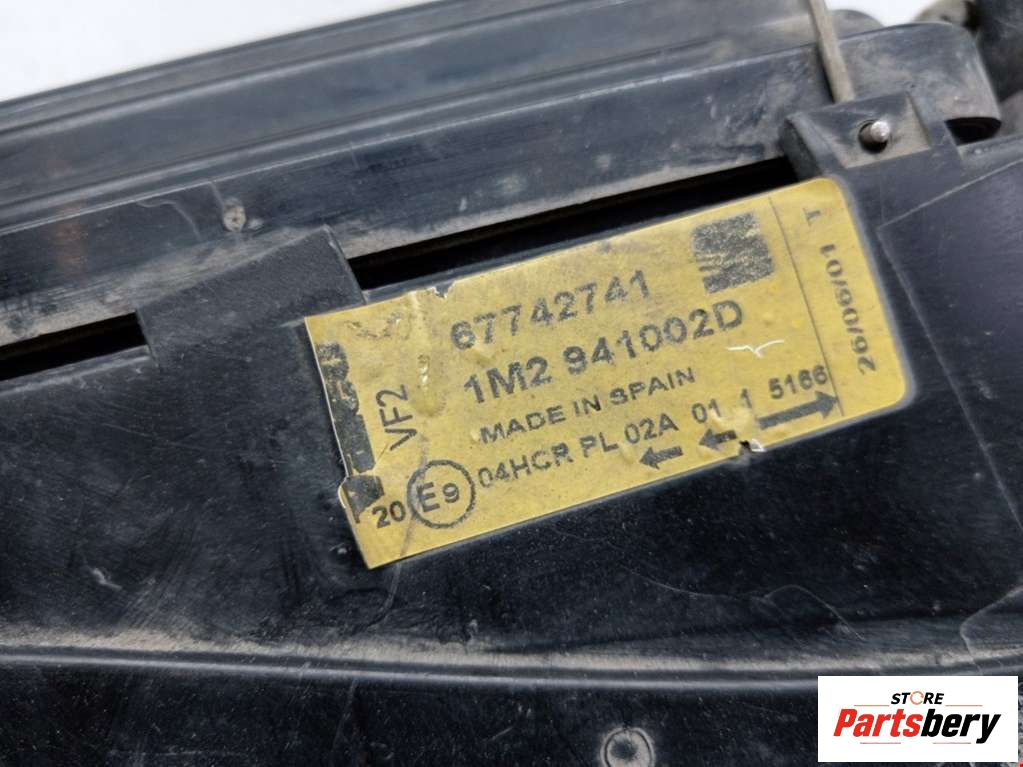 67742741
1M2 941002D
MADE IN SPAIN
VF2
20 E9 04HCR PL 02A 01 1 5166
26/06/01 T
STORE
Partsbery